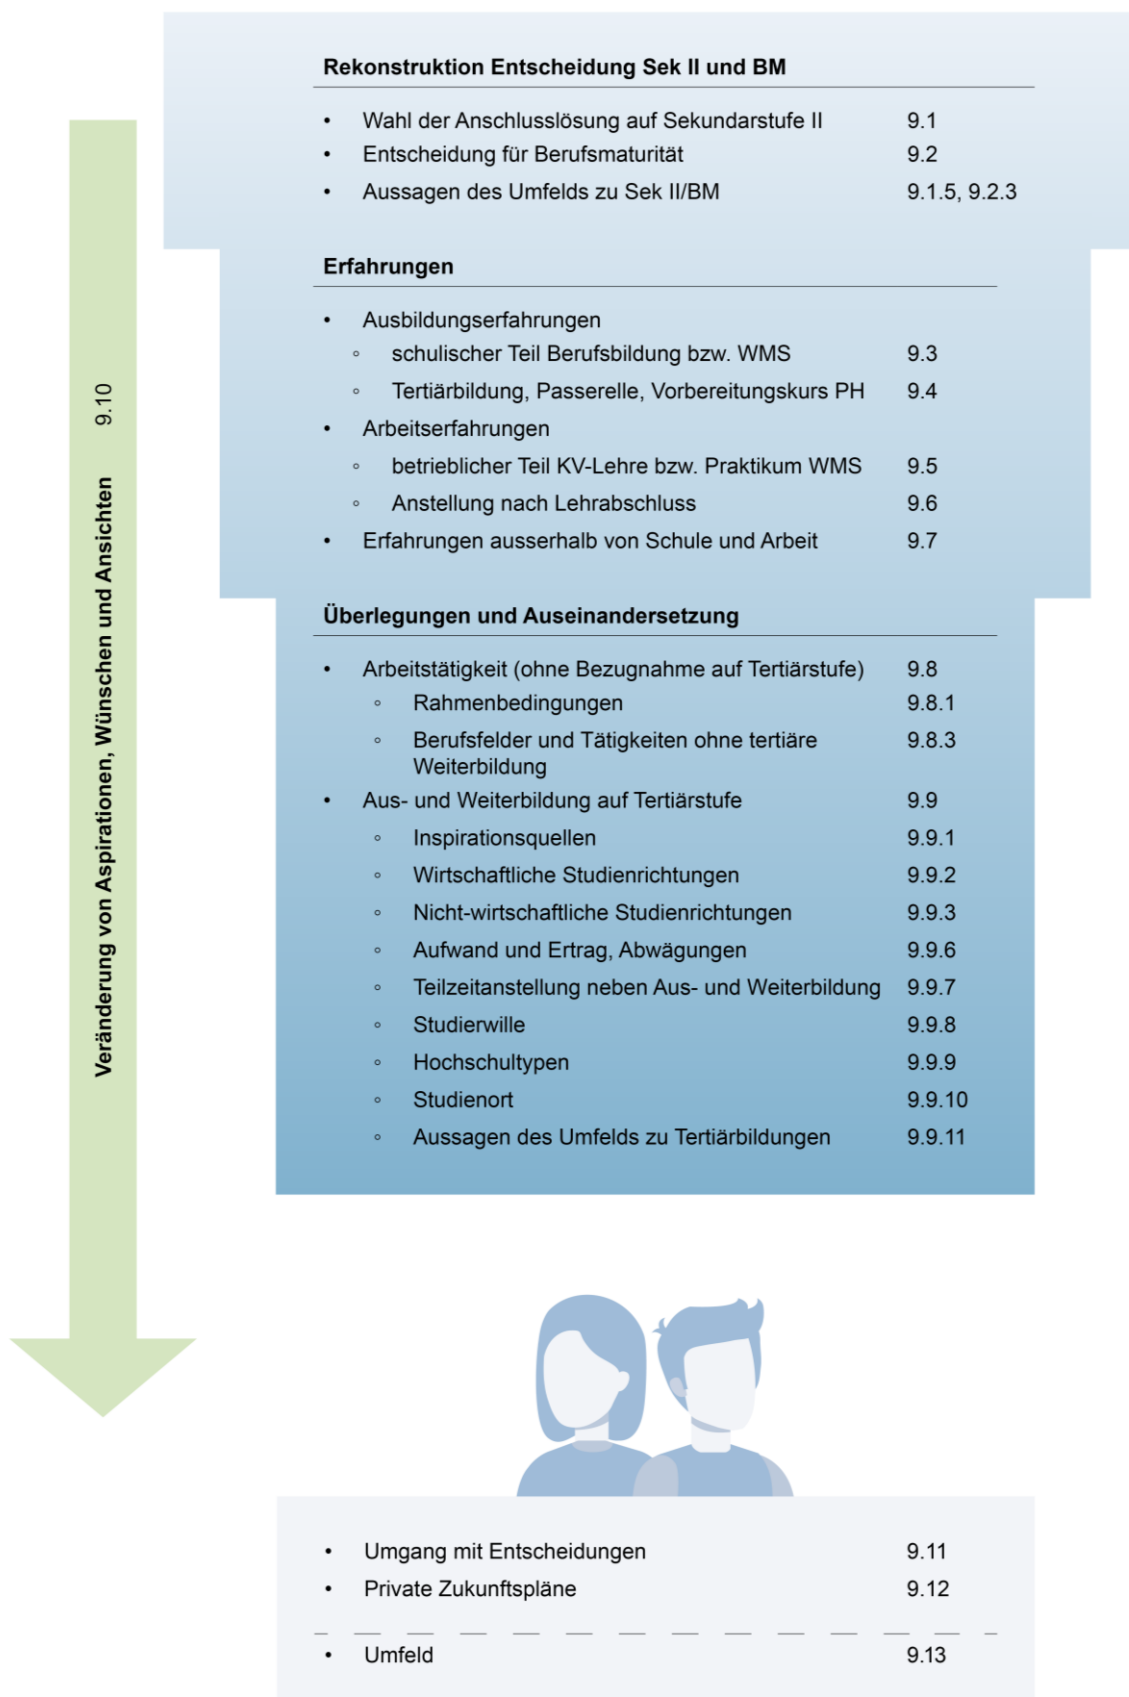 Rekonstruktion Entscheidung Sek II und BM
• Wahl der Anschlusslösung auf Sekundarstufe II 9.1
• Entscheidung für Berufsmaturität 9.2
• Aussagen des Umfelds zu Sek II/BM 9.1.5, 9.2.3
Erfahrungen
• Ausbildungserfahrungen
◦ schulischer Teil Berufsbildung bzw. WMS 9.3
◦ Tertiärbildung, Passerelle, Vorbereitungskurs PH 9.4
• Arbeitserfahrungen
◦ betrieblicher Teil KV-Lehre bzw. Praktikum WMS 9.5
◦ Anstellung nach Lehrabschluss 9.6
• Erfahrungen ausserhalb von Schule und Arbeit 9.7
Überlegungen und Auseinandersetzung
• Arbeitstätigkeit (ohne Bezugnahme auf Tertiärstufe) 9.8
◦ Rahmenbedingungen 9.8.1
◦ Berufsfelder und Tätigkeiten ohne tertiäre 9.8.3
Weiterbildung
• Aus- und Weiterbildung auf Tertiärstufe 9.9
◦ Inspirationsquellen 9.9.1
◦ Wirtschaftliche Studienrichtungen 9.9.2
◦ Nicht-wirtschaftliche Studienrichtungen 9.9.3
◦ Aufwand und Ertrag, Abwägungen 9.9.6
◦ Teilzeitanstellung neben Aus- und Weiterbildung 9.9.7
◦ Studierwille 9.9.8
◦ Hochschultypen 9.9.9
◦ Studienort 9.9.10
◦ Aussagen des Umfelds zu Tertiärbildungen 9.9.11
Veränderung von Aspirationen, Wünschen und Ansichten 9.10
• Umgang mit Entscheidungen 9.11
• Private Zukunftspläne 9.12
• Umfeld 9.13